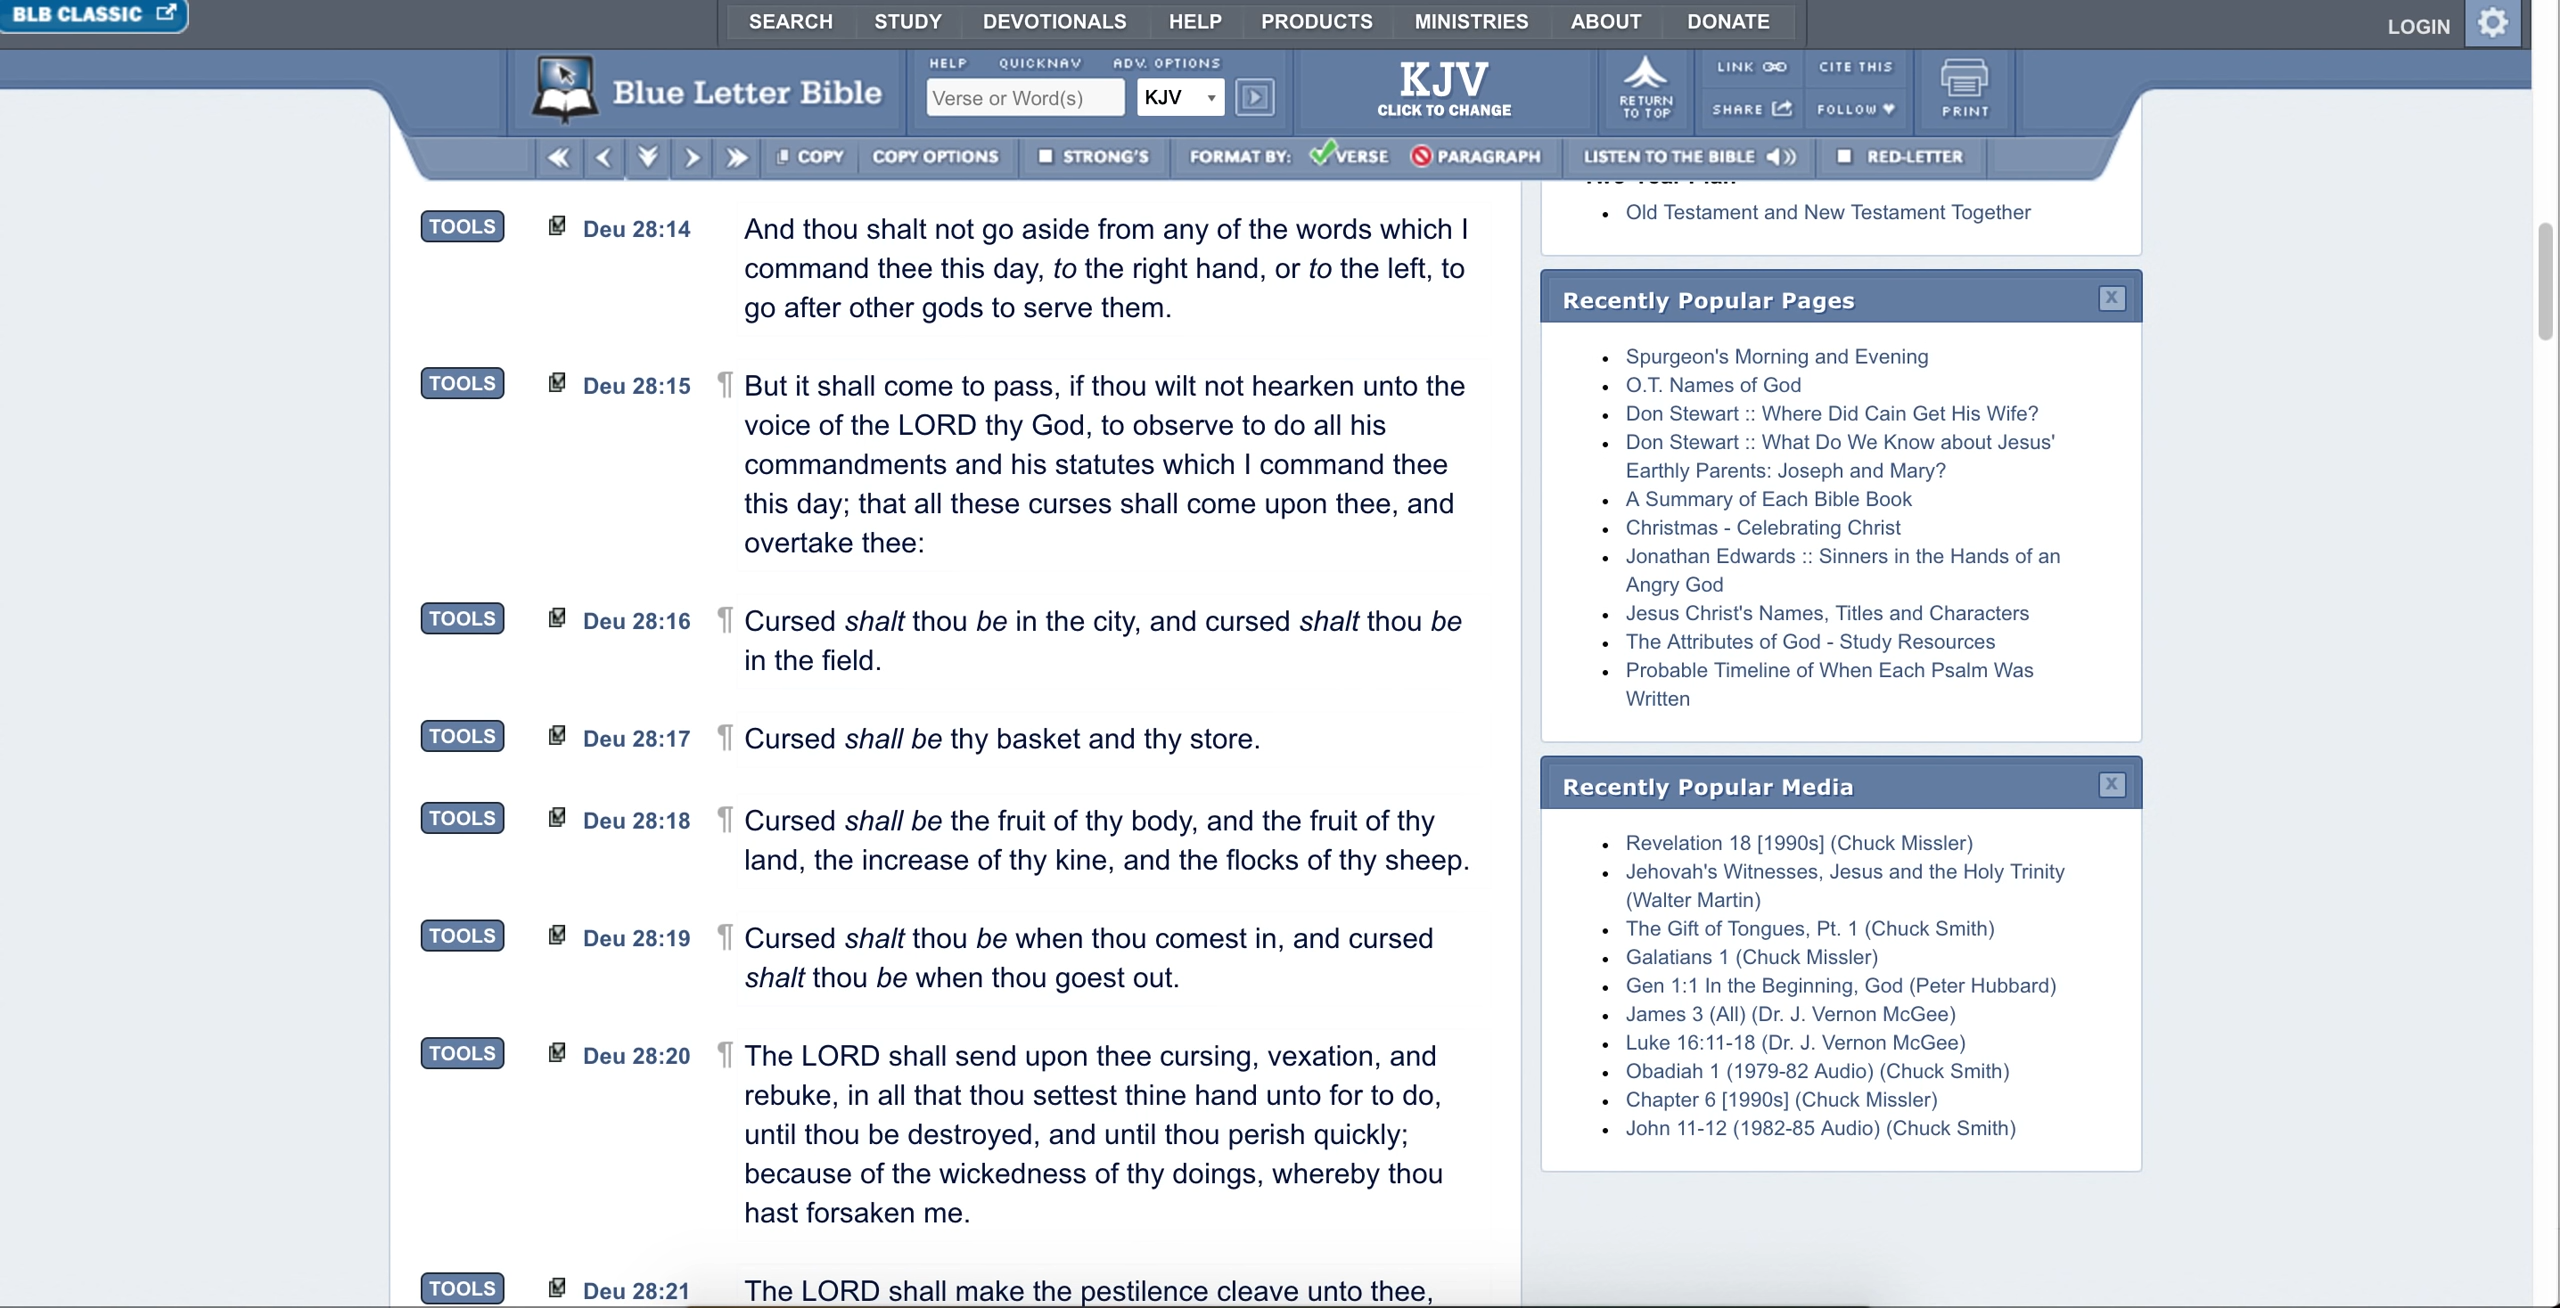 BLB CLASSIC
SEARCH STUDY DEVOTIONALS HELP PRODUCTS MINISTRIES ABOUT DONATE
LOGIN
Blue Letter Bible
HELP QUICKNAV ADV. OPTIONS
Verse or Word(s) KJV
KJV
CLICK TO CHANGE
RETURN
TO TOP
LINK CITE THIS
SHARE FOLLOW
PRINT
COPY COPY OPTIONS STRONG'S FORMAT BY: VERSE PARAGRAPH LISTEN TO THE BIBLE RED-LETTER
TOOLS Deu 28:14 And thou shalt not go aside from any of the words which I
command thee this day, to the right hand, or to the left, to
go after other gods to serve them.
TOOLS Deu 28:15 ¶ But it shall come to pass, if thou wilt not hearken unto the
voice of the LORD thy God, to observe to do all his
commandments and his statutes which I command thee
this day; that all these curses shall come upon thee, and
overtake thee:
TOOLS Deu 28:16 ¶ Cursed shalt thou be in the city, and cursed shalt thou be
in the field.
TOOLS Deu 28:17 ¶ Cursed shall be thy basket and thy store.
TOOLS Deu 28:18 ¶ Cursed shall be the fruit of thy body, and the fruit of thy
land, the increase of thy kine, and the flocks of thy sheep.
TOOLS Deu 28:19 ¶ Cursed shalt thou be when thou comest in, and cursed
shalt thou be when thou goest out.
TOOLS Deu 28:20 ¶ The LORD shall send upon thee cursing, vexation, and
rebuke, in all that thou settest thine hand unto for to do,
until thou be destroyed, and until thou perish quickly;
because of the wickedness of thy doings, whereby thou
hast forsaken me.
TOOLS Deu 28:21 The LORD shall make the pestilence cleave unto thee,
• Old Testament and New Testament Together
Recently Popular Pages X
• Spurgeon's Morning and Evening
• O.T. Names of God
• Don Stewart :: Where Did Cain Get His Wife?
• Don Stewart :: What Do We Know about Jesus'
Earthly Parents: Joseph and Mary?
• A Summary of Each Bible Book
• Christmas - Celebrating Christ
• Jonathan Edwards :: Sinners in the Hands of an
Angry God
• Jesus Christ's Names, Titles and Characters
• The Attributes of God - Study Resources
• Probable Timeline of When Each Psalm Was
Written
Recently Popular Media X
• Revelation 18 [1990s] (Chuck Missler)
• Jehovah's Witnesses, Jesus and the Holy Trinity
(Walter Martin)
• The Gift of Tongues, Pt. 1 (Chuck Smith)
• Galatians 1 (Chuck Missler)
• Gen 1:1 In the Beginning, God (Peter Hubbard)
• James 3 (All) (Dr. J. Vernon McGee)
• Luke 16:11-18 (Dr. J. Vernon McGee)
• Obadiah 1 (1979-82 Audio) (Chuck Smith)
• Chapter 6 [1990s] (Chuck Missler)
• John 11-12 (1982-85 Audio) (Chuck Smith)